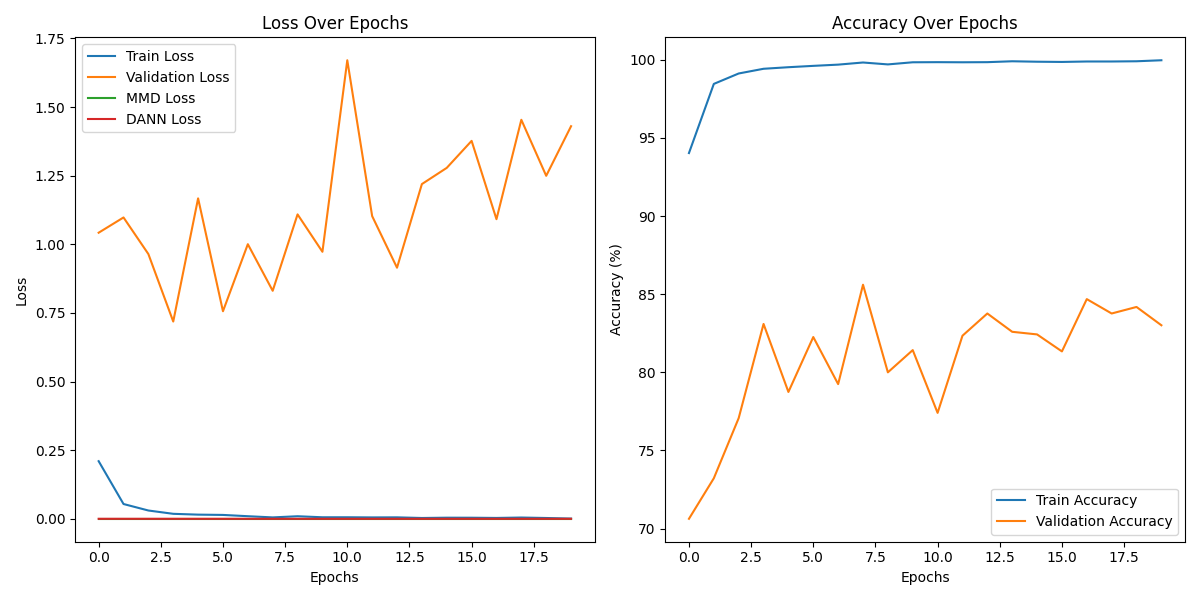 Loss Over Epochs
1.75
1.50
1.25
1.00
0.75
0.50
0.25
0.00
Loss
Train Loss
Validation Loss
MMD Loss
DANN Loss
0.0 2.5 5.0 7.5 10.0 12.5 15.0 17.5
Epochs
Accuracy Over Epochs
100
95
90
85
80
75
70
Accuracy (%)
Train Accuracy
Validation Accuracy
0.0 2.5 5.0 7.5 10.0 12.5 15.0 17.5
Epochs